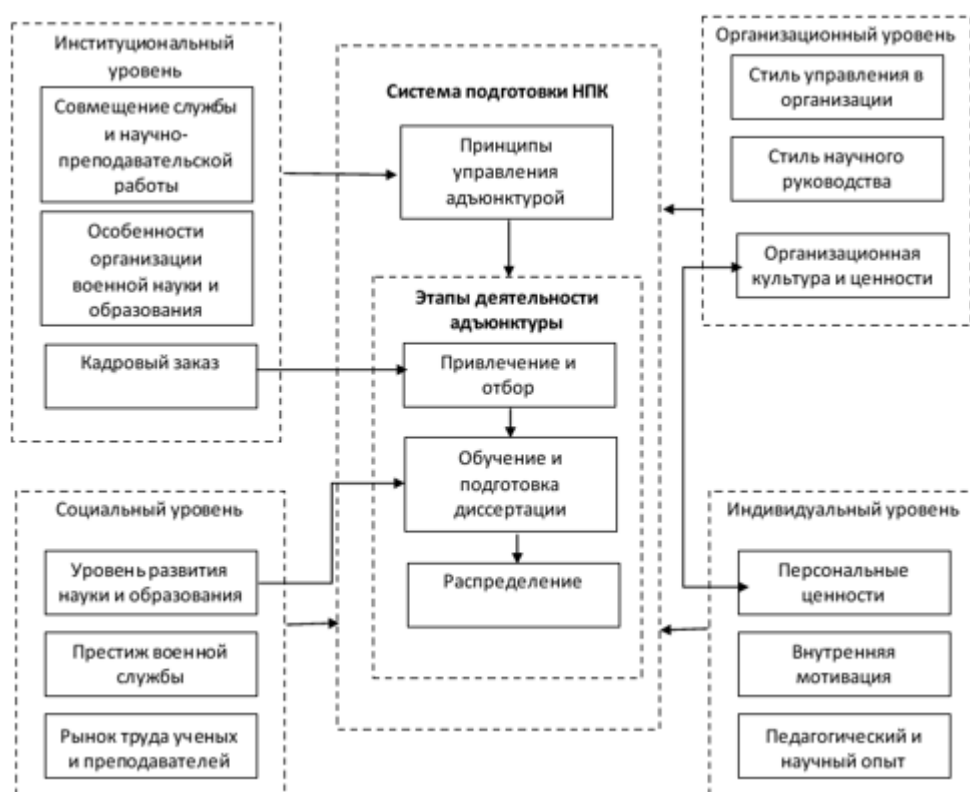 Институциональный
уровень
Совмещение службы
и научно-
преподавательской
работы
Особенности
организации
военной науки и
образования
Кадровый заказ
Социальный уровень
Уровень развития
науки и образования
Престиж военной
службы
Рынок труда ученых
и преподавателей
Система подготовки НПК
Принципы
управления
адъюнктурой
Этапы деятельности
адъюнктуры
Привлечение и
отбор
Обучение и
подготовка
диссертации
Распределение
Организационный уровень
Стиль управления в
организации
Стиль научного
руководства
Организационная
культура и ценности
Индивидуальный уровень
Персональные
ценности
Внутренняя
мотивация
Педагогический и
научный опыт